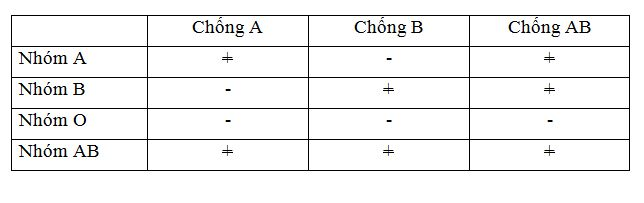 Chống A Chống B Chống AB
Nhóm A + - +
Nhóm B - + +
Nhóm O - - -
Nhóm AB + + +